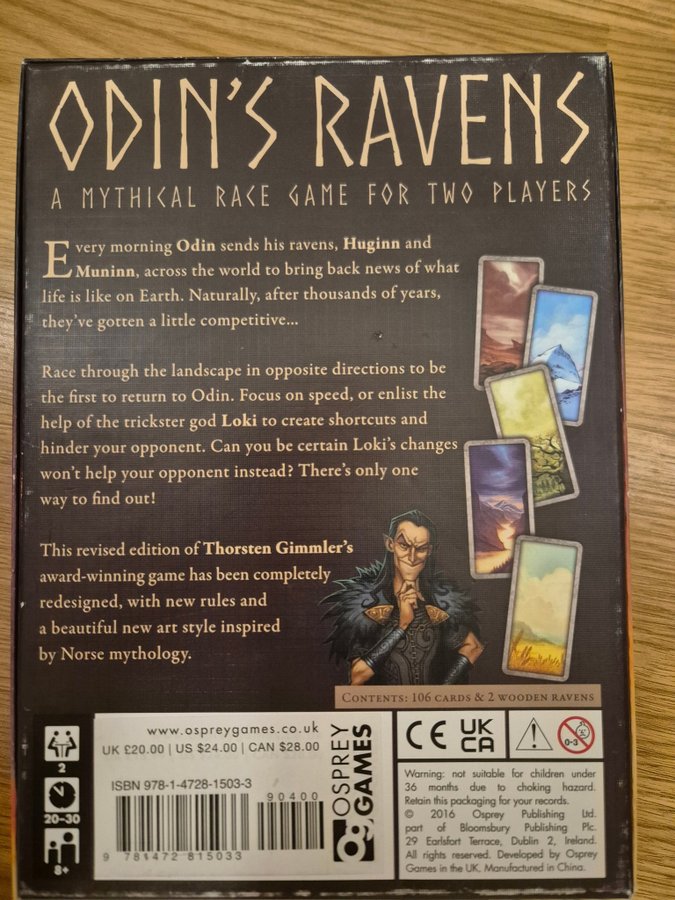 ODIN'S RAVENS
A MYTHICAL RACE GAME FOR TWO PLAYERS
Every morning Odin sends his ravens, Huginn and
Muninn, across the world to bring back news of what
life is like on Earth. Naturally, after thousands of years,
they've gotten a little competitive...
Race through the landscape in opposite directions to be
the first to return to Odin. Focus on speed, or enlist the
help of the trickster god Loki to create shortcuts and
hinder your opponent. Can you be certain Loki's changes
won't help your opponent instead? There's only one
way to find out!
This revised edition of Thorsten Gimmler's
award-winning game has been completely
redesigned, with new rules and
a beautiful new art style inspired
by Norse mythology.
CONTENTS: 106 CARDS & 2 WOODEN RAVENS
2
20-30
8+
www.ospreygames.co.uk
UK £20.00 | US $24.00 | CAN $28.00
ISBN 978-1-4728-1503-3
90400
9 781472 815033
OSPREY
GAMES
og
CE UK
CA
0-3
Warning: not suitable for children under
36 months due to choking hazard.
Retain this packaging for your records.
© 2016 Osprey Publishing Ltd.
part of Bloomsbury Publishing Plc.
29 Earlsfort Terrace, Dublin 2, Ireland.
All rights reserved. Developed by Osprey
Games in the UK, Manufactured in China.